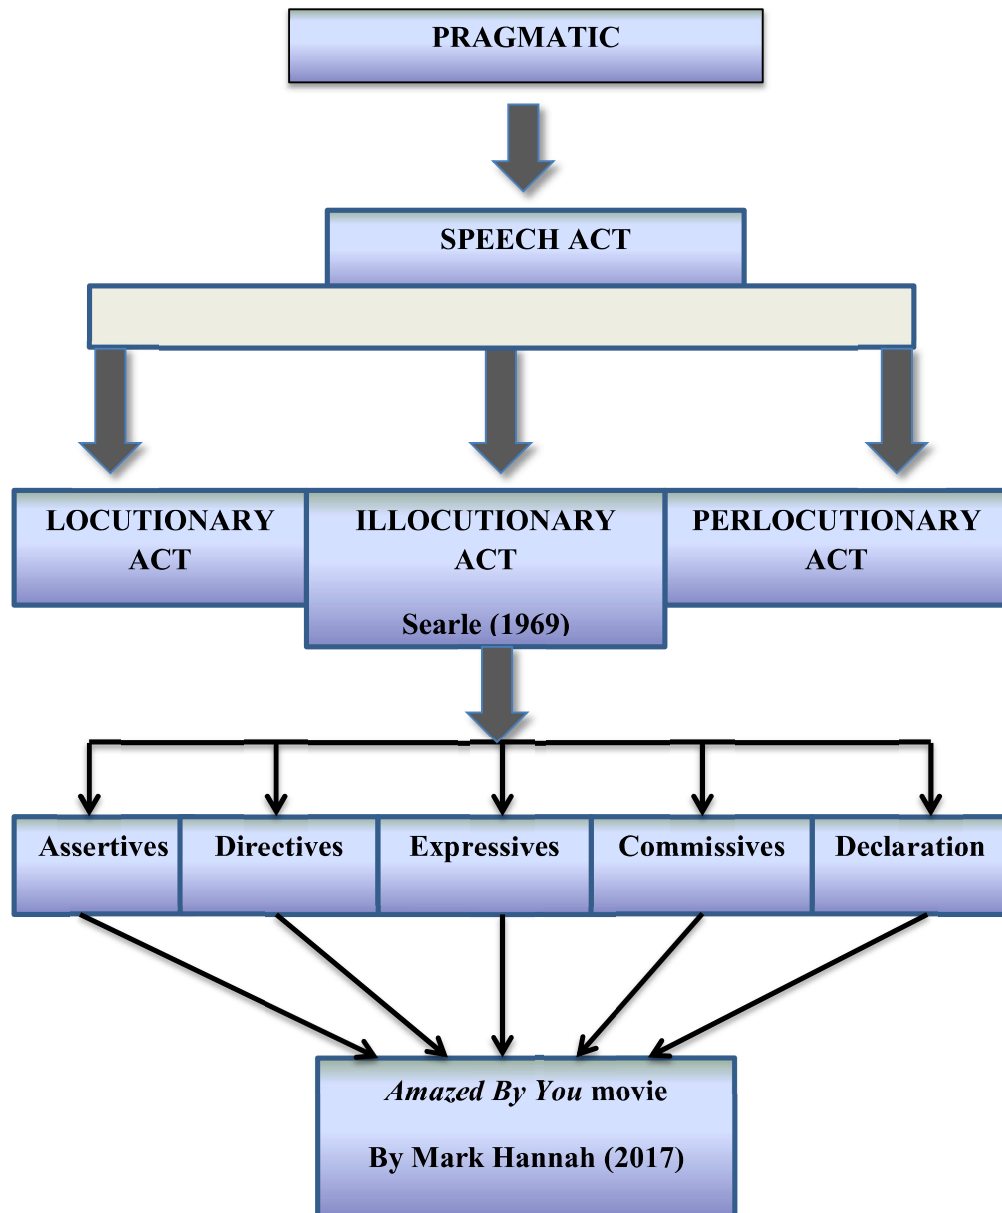 PRAGMATIC
SPEECH ACT
LOCUTIONARY
ACT
ILLOCUTIONARY
ACT
Searle (1969)
PERLOCUTIONARY
ACT
Assertives
Directives
Expressives
Commissives
Declaration
Amazed By You movie
By Mark Hannah (2017)